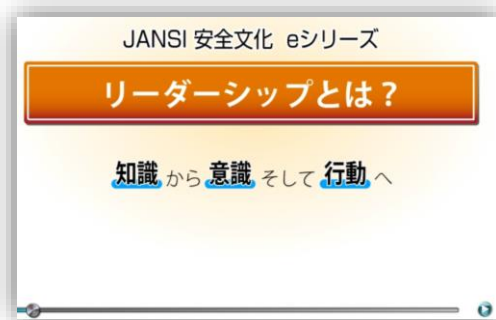 JANSI 安全文化 eシリーズ
リーダーシップとは？
知識 から 意識 そして 行動 へ